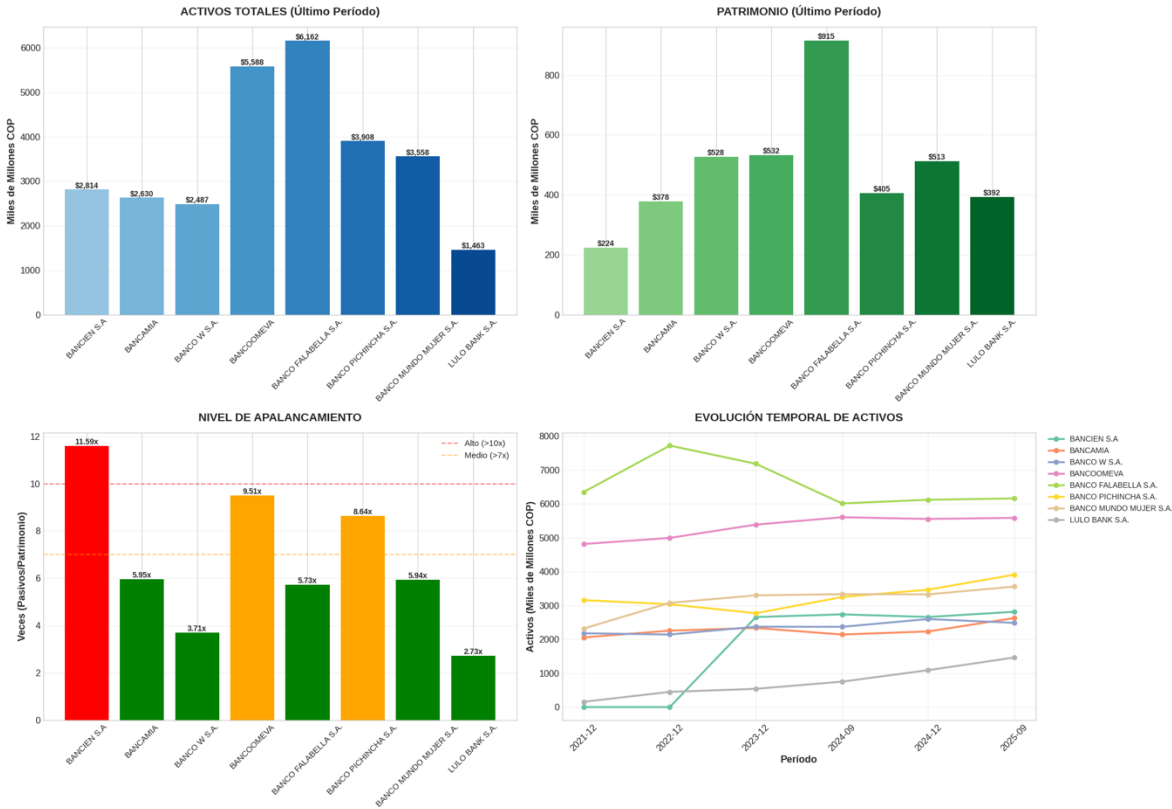 ACTIVOS TOTALES (Último Período)
Miles de Millones COP
6000
5000
4000
3000
2000
1000
0
$2,814
$2,630
$2,487
$5,588
$6,162
$3,908
$3,558
$1,463
BANCIEN S.A
BANCAMIA
BANCO W S.A.
BANCOOMEVA
BANCO FALABELLA S.A.
BANCO PICHINCHA S.A.
BANCO MUNDO MUJER S.A.
LULO BANK S.A.
PATRIMONIO (Último Período)
Miles de Millones COP
800
600
400
200
0
$224
$378
$528
$532
$915
$405
$513
$392
BANCIEN S.A
BANCAMIA
BANCO W S.A.
BANCOOMEVA
BANCO FALABELLA S.A.
BANCO PICHINCHA S.A.
BANCO MUNDO MUJER S.A.
LULO BANK S.A.
NIVEL DE APALANCAMIENTO
Veces (Pasivos/Patrimonio)
12
10
8
6
4
2
0
11.59x
5.95x
3.71x
9.51x
5.73x
8.64x
5.94x
2.73x
Alto (>10x)
Medio (>7x)
BANCIEN S.A
BANCAMIA
BANCO W S.A.
BANCOOMEVA
BANCO FALABELLA S.A.
BANCO PICHINCHA S.A.
BANCO MUNDO MUJER S.A.
LULO BANK S.A.
EVOLUCIÓN TEMPORAL DE ACTIVOS
Activos (Miles de Millones COP)
8000
7000
6000
5000
4000
3000
2000
1000
0
2021-12
2022-12
2023-12
2024-09
2024-12
2025-09
Período
BANCIEN S.A
BANCAMIA
BANCO W S.A.
BANCOOMEVA
BANCO FALABELLA S.A.
BANCO PICHINCHA S.A.
BANCO MUNDO MUJER S.A.
LULO BANK S.A.